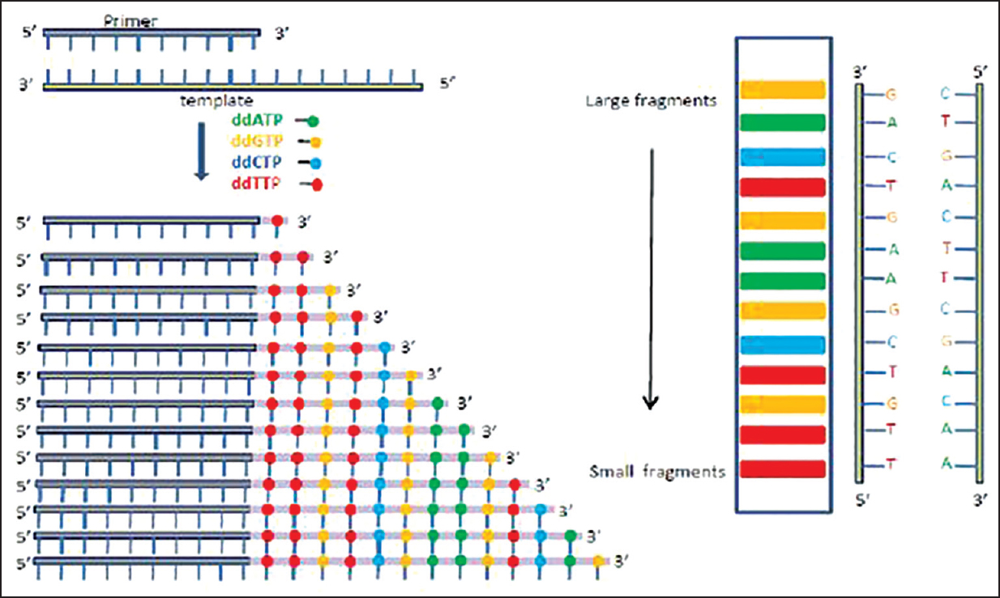 Primer
5′ 3′
3′ 5′
template
ddATP
ddGTP
ddCTP
ddTTP
5′ 3′
5′ 3′
5′ 3′
5′ 3′
5′ 3′
5′ 3′
5′ 3′
5′ 3′
5′ 3′
5′ 3′
5′ 3′
5′ 3′
5′ 3′
Large fragments
Small fragments
3′ 5′
G C
A T
C G
T A
G C
A T
A T
G C
C G
T A
G C
T A
T A
5′ 3′